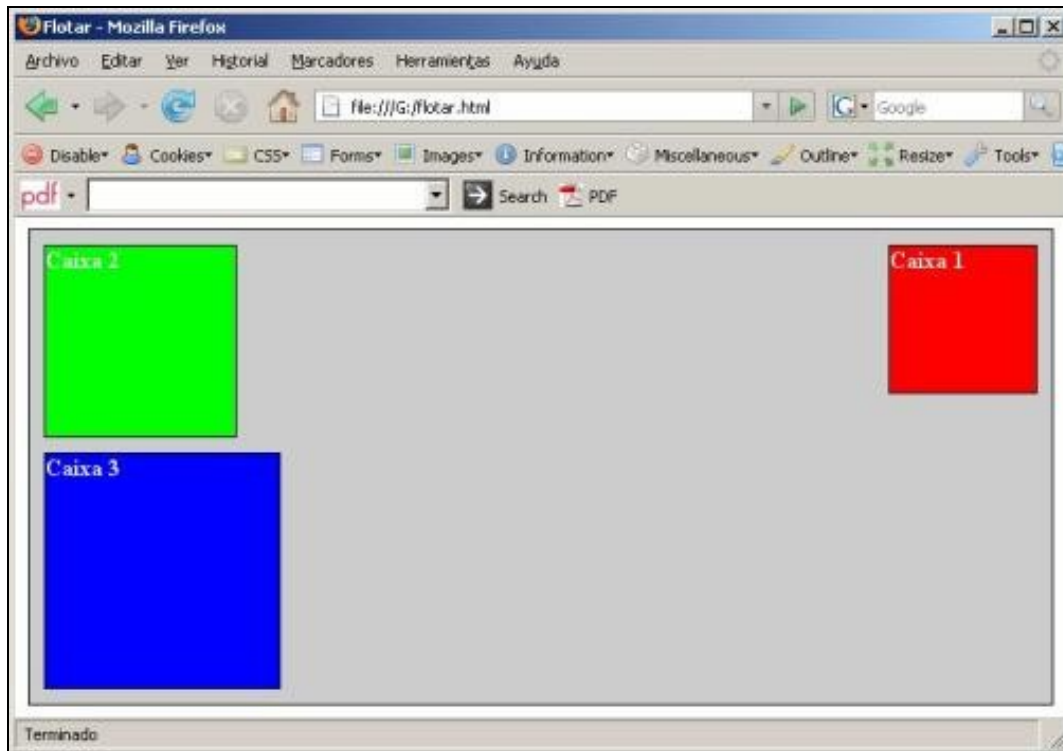 Flotar - Mozilla Firefox
Archivo Editar Ver Historial Marcadores Herramientas Ayuda
file:///G:/flotar.html
G Google
Disable Cookies CSS Forms Images Information Miscellaneous Outline Resize Tools
pdf Search PDF
Caixa 2 Caixa 1
Caixa 3
Terminado